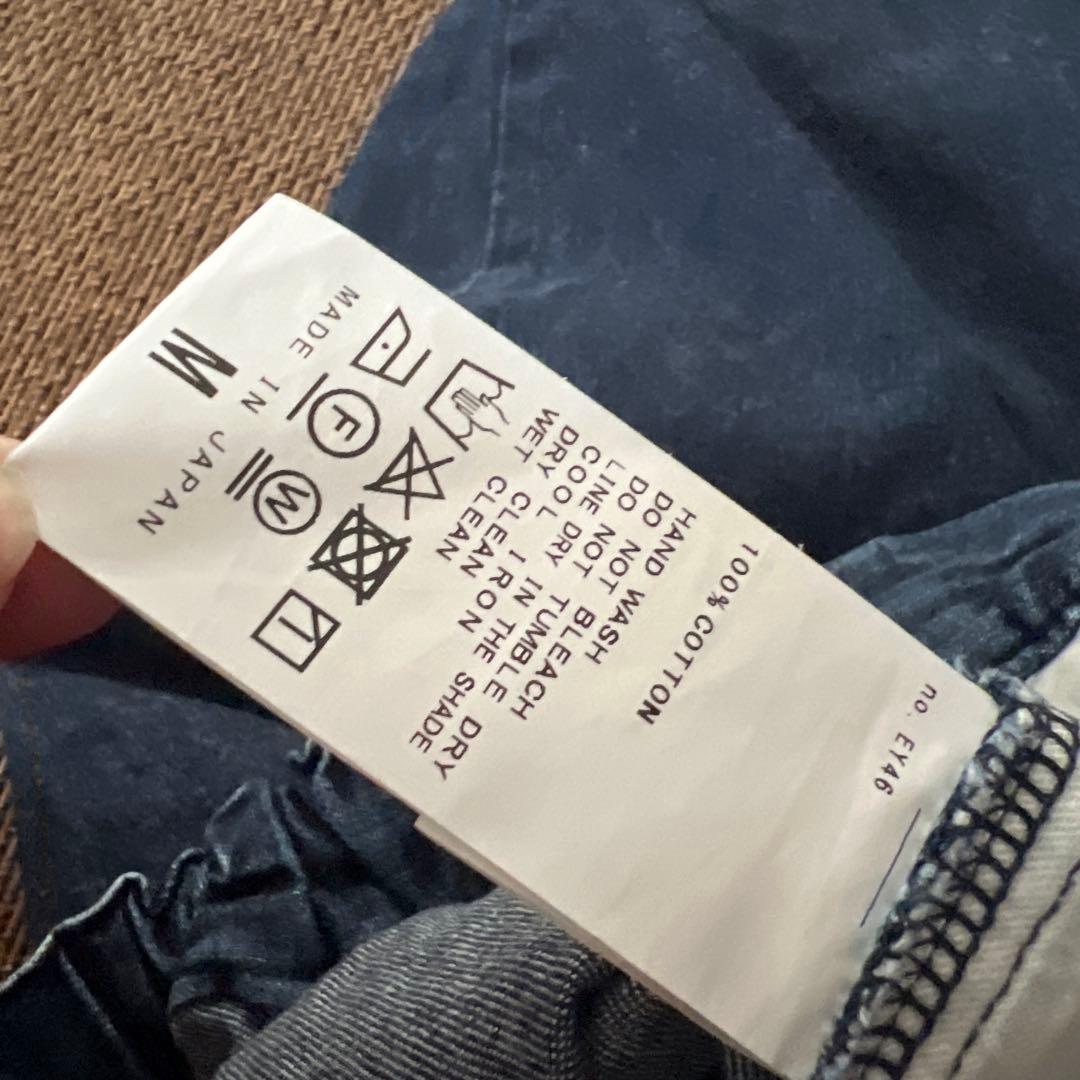 no. EY46
100%COTTON
HAND WASH
DO NOT BLEACH
DO NOT TUMBLE DRY
LINE DRY IN THE SHADE
COOL IRON
DRY CLEAN
WET CLEAN
F
W
MADE IN JAPAN
M